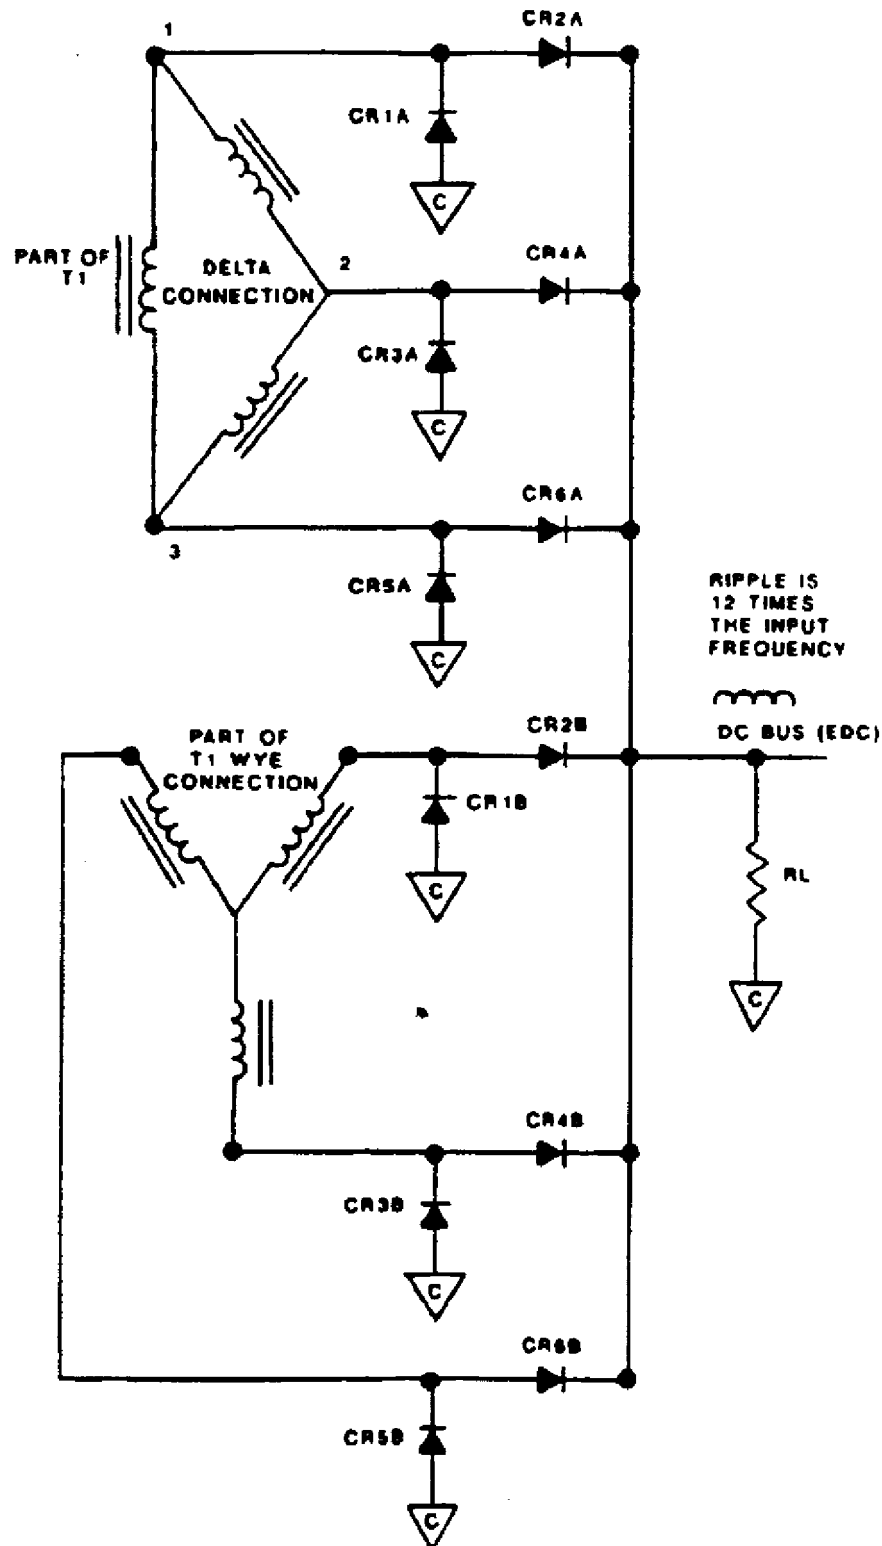 CR2A
1
CR1A
C
PART OF
T1
DELTA
CONNECTION
2
CR4A
CR3A
C
CR6A
3
CR5A
C
RIPPLE IS
12 TIMES
THE INPUT
FREQUENCY
PART OF
T1 WYE
CONNECTION
CR2B
DC BUS (EDC)
CR1B
C
RL
C
CR4B
CR3B
C
CR6B
CR5B
C